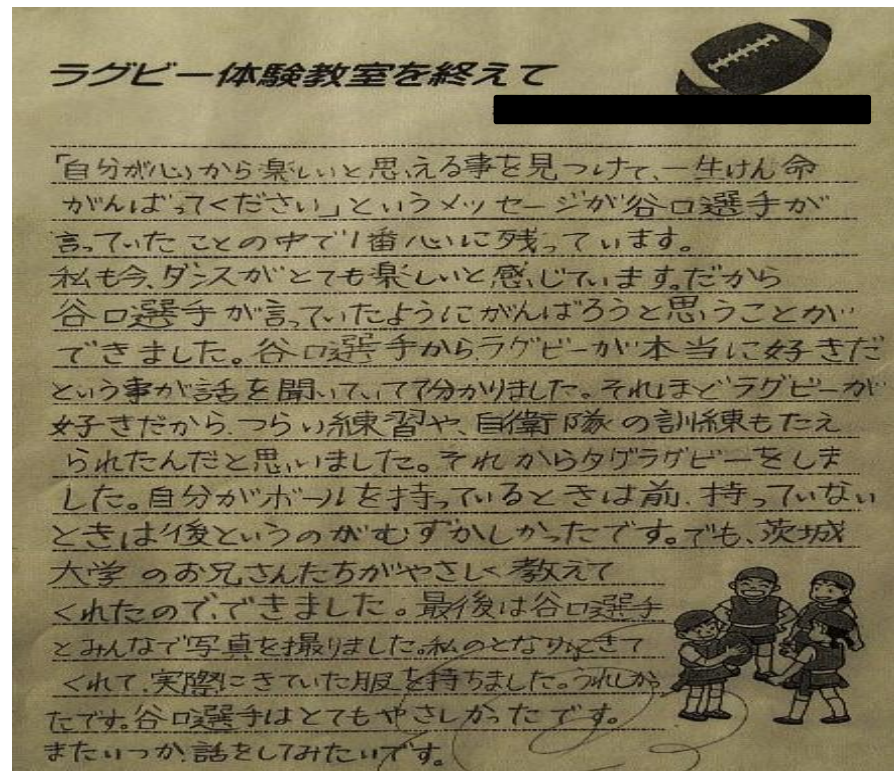 ラグビー体験教室を終えて
「自分が心から楽しいと思える事を見つけて、一生けん命
がんばってください」というメッセージが谷口選手が
言っていたことの中で1番心に残っています。
私も今、ダンスがとても楽しいと感じています。だから
谷口選手が言っていたようにがんばろうと思うことが
できました。谷口選手からラグビーが本当に好きだ
という事が話を聞いていて分かりました。それほどラグビーが
好きだから、つらい練習や、自衛隊の訓練もたえ
られたんだと思いました。それからタグラグビーをしま
した。自分がボールを持っているときは前、持っていない
ときは後というのがむずかしかったです。でも、茨城
大学のお兄さんたちがやさしく教えて
くれたので、できました。最後は谷口選手
とみんなで写真を撮りました。私のとなりにきて
くれて、実際にきていた服を持ちました。うれしかっ
たです。谷口選手はとてもやさしかったです。
またいつか、話をしてみたいです。